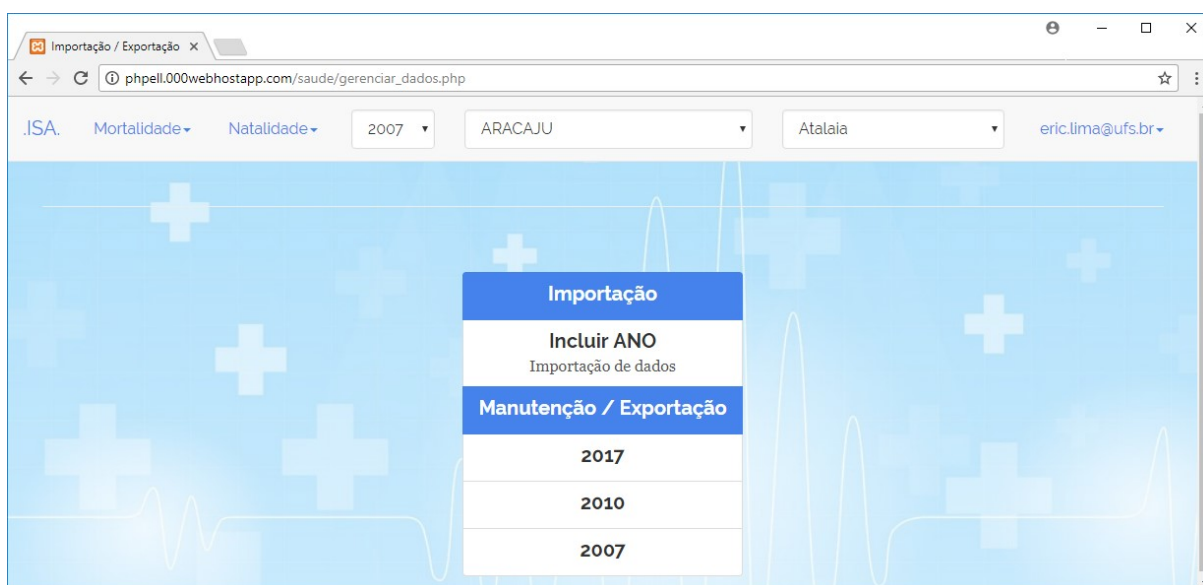 Importação / Exportação
phpell.000webhostapp.com/saude/gerenciar_dados.php
.ISA. Mortalidade Natalidade 2007 ARACAJU Atalaia eric.lima@ufs.br
Importação
Incluir ANO
Importação de dados
Manutenção / Exportação
2017
2010
2007